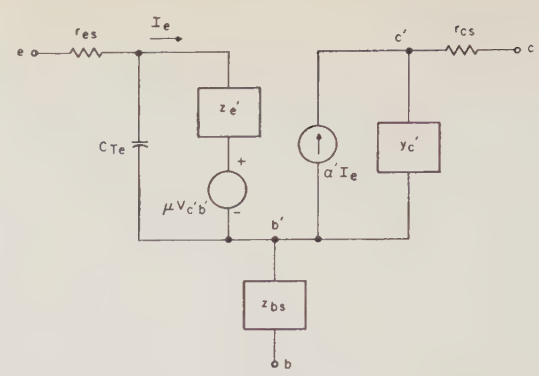 I_e
r_es
e
C_Te
z_e'
+
μV_c'b'
-
b'
z_bs
b
c'
r_cs
c
α'I_e
y_c'